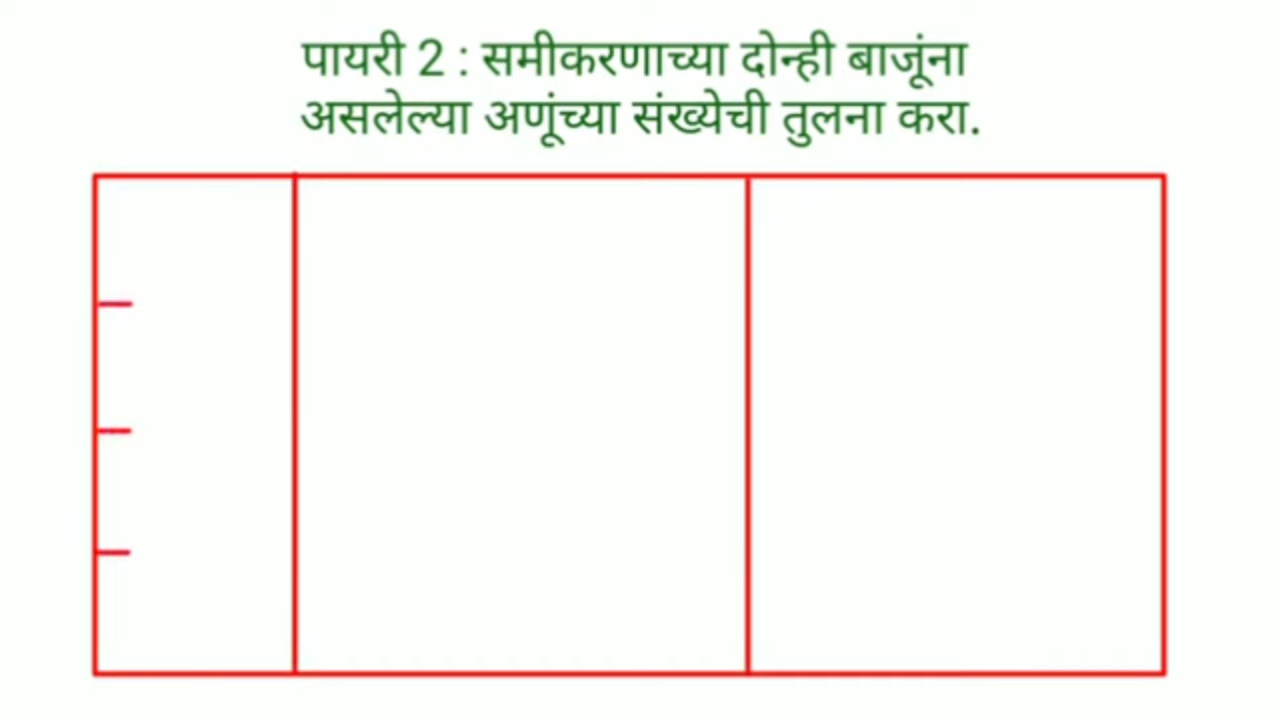 पायरी 2 : समीकरणाच्या दोन्ही बाजूंना
असलेल्या अणूंच्या संख्येची तुलना करा.